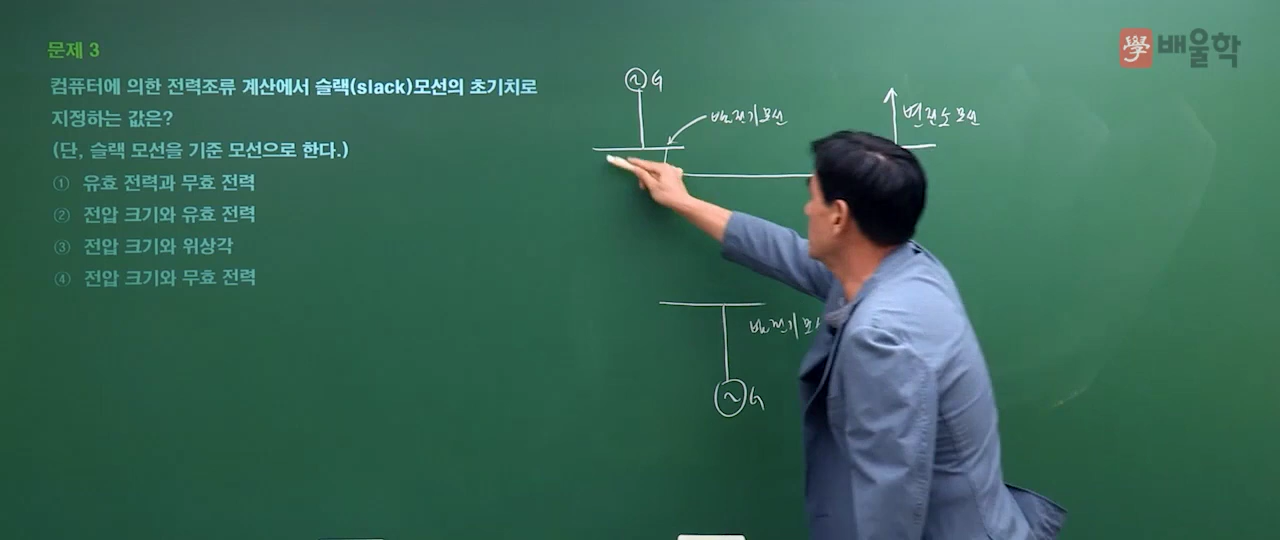 문제 3
컴퓨터에 의한 전력조류 계산에서 슬랙(slack)모선의 초기치로
지정하는 값은?
(단, 슬랙 모선을 기준 모선으로 한다.)
① 유효 전력과 무효 전력
② 전압 크기와 유효 전력
③ 전압 크기와 위상각
④ 전압 크기와 무효 전력
學 배울학
G
발전기모선
변전소모선
발전기모
G